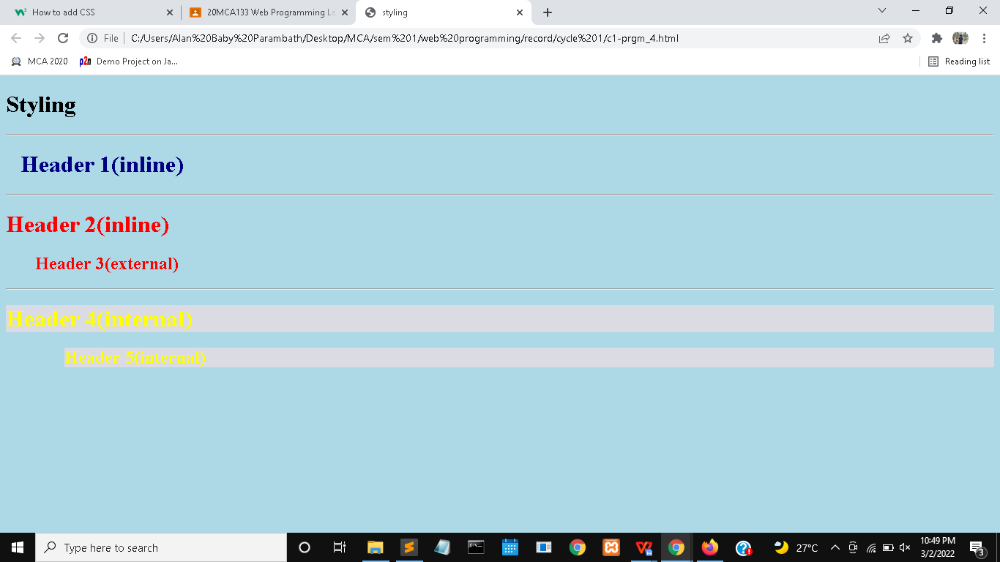 How to add CSS
20MCA133 Web Programming La
styling
File
C:/Users/Alan%20Baby%20Parambath/Desktop/MCA/sem%201/web%20programming/record/cycle%201/c1-prgm_4.html
MCA 2020
p2n
Demo Project on Ja...
Reading list
Styling
Header 1(inline)
Header 2(inline)
Header 3(external)
Header 4(internal)
Header 5(internal)
Type here to search
27°C
10:49 PM
3/2/2022
3